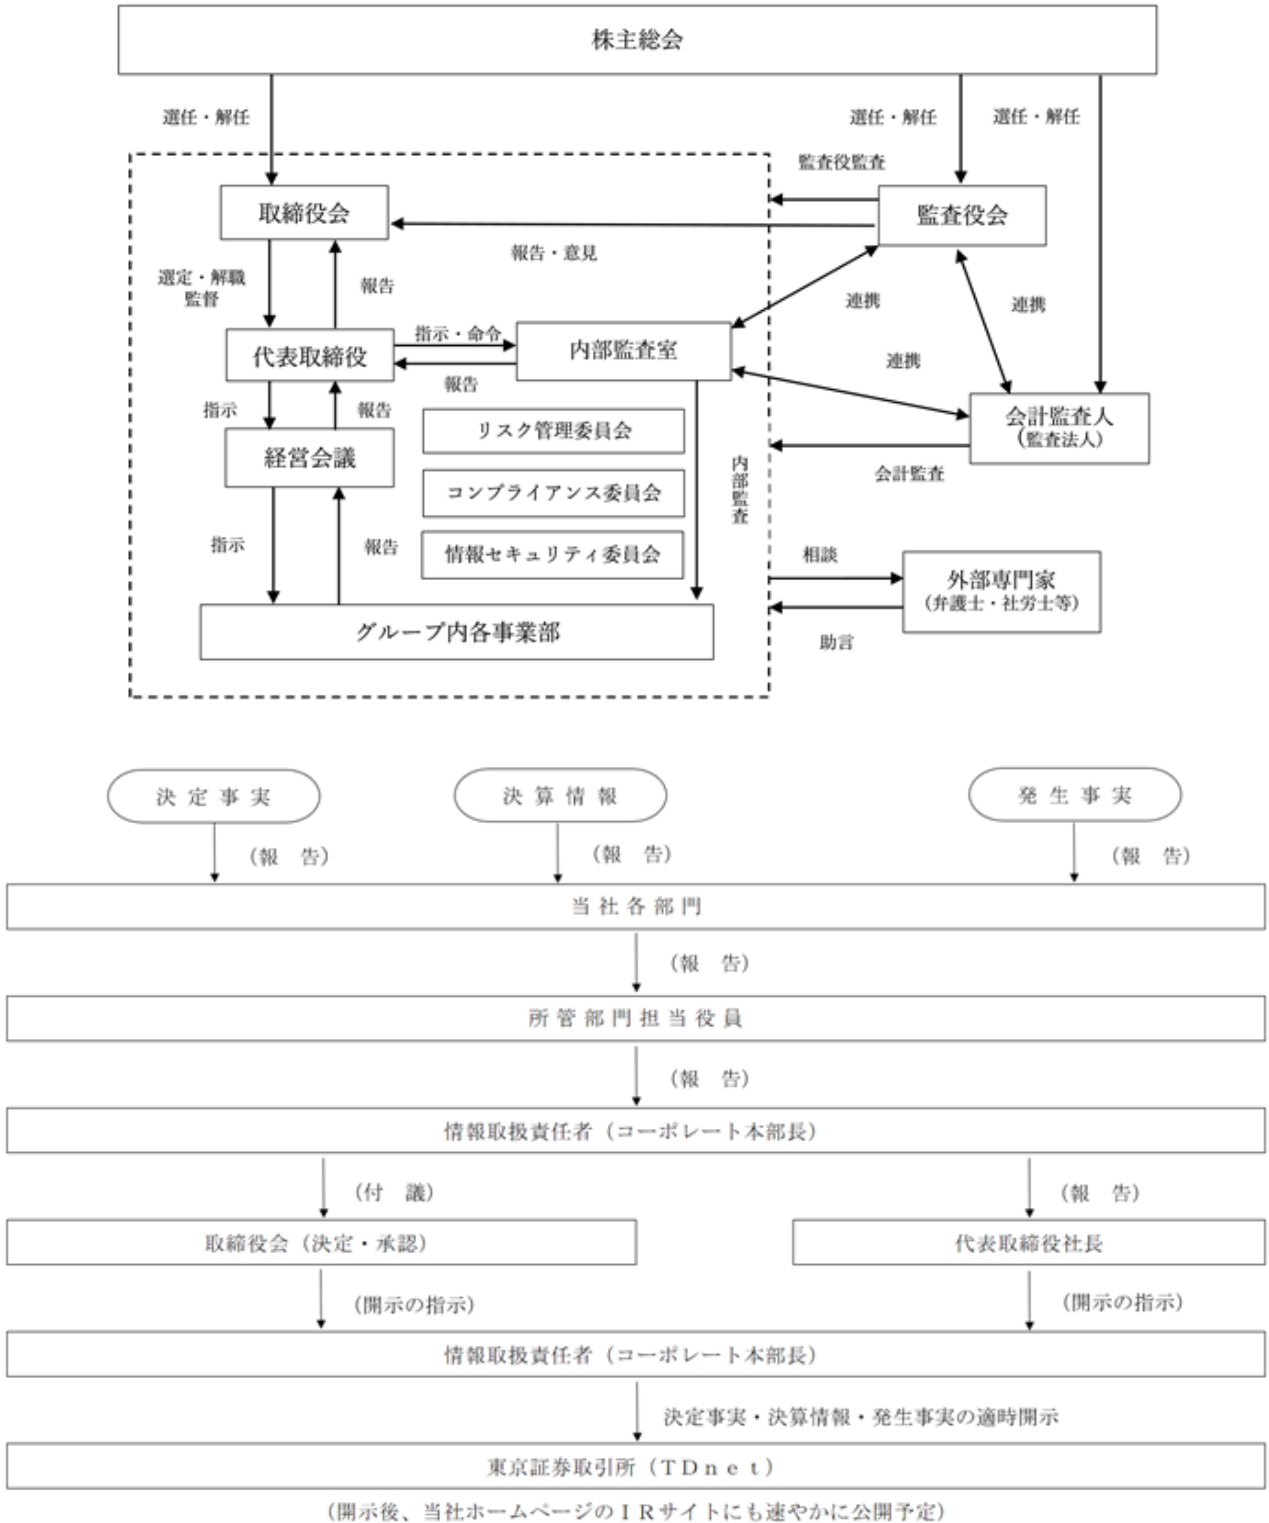 株主総会
選任・解任
選任・解任
選任・解任
監査役監査
取締役会
監査役会
報告・意見
選定・解職
監督
報告
連携
連携
指示・命令
代表取締役
内部監査室
報告
連携
指示
報告
リスク管理委員会
会計監査人
(監査法人)
経営会議
内部監査
会計監査
コンプライアンス委員会
指示
報告
情報セキュリティ委員会
相談
外部専門家
(弁護士・社労士等)
助言
グループ内各事業部
決定事実
決算情報
発生事実
(報　告)
(報　告)
(報　告)
当社各部門
(報　告)
所管部門担当役員
(報　告)
情報取扱責任者（コーポレート本部長）
(付　議)
(報　告)
取締役会（決定・承認）
代表取締役社長
(開示の指示)
(開示の指示)
情報取扱責任者（コーポレート本部長）
決定事実・決算情報・発生事実の適時開示
東京証券取引所（ＴＤｎｅｔ）
（開示後、当社ホームページのＩＲサイトにも速やかに公開予定）